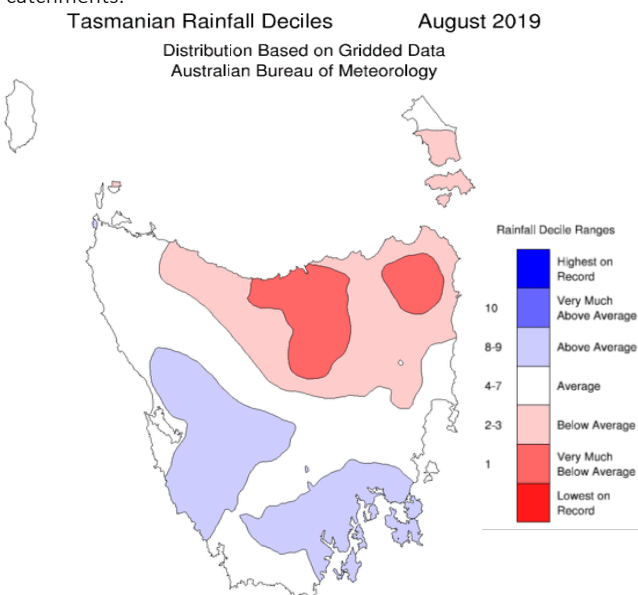 catchments.
Tasmanian Rainfall Deciles August 2019
Distribution Based on Gridded Data
Australian Bureau of Meteorology
Rainfall Decile Ranges
Highest on
Record
10 Very Much
Above Average
8-9 Above Average
4-7 Average
2-3 Below Average
1 Very Much
Below Average
Lowest on
Record